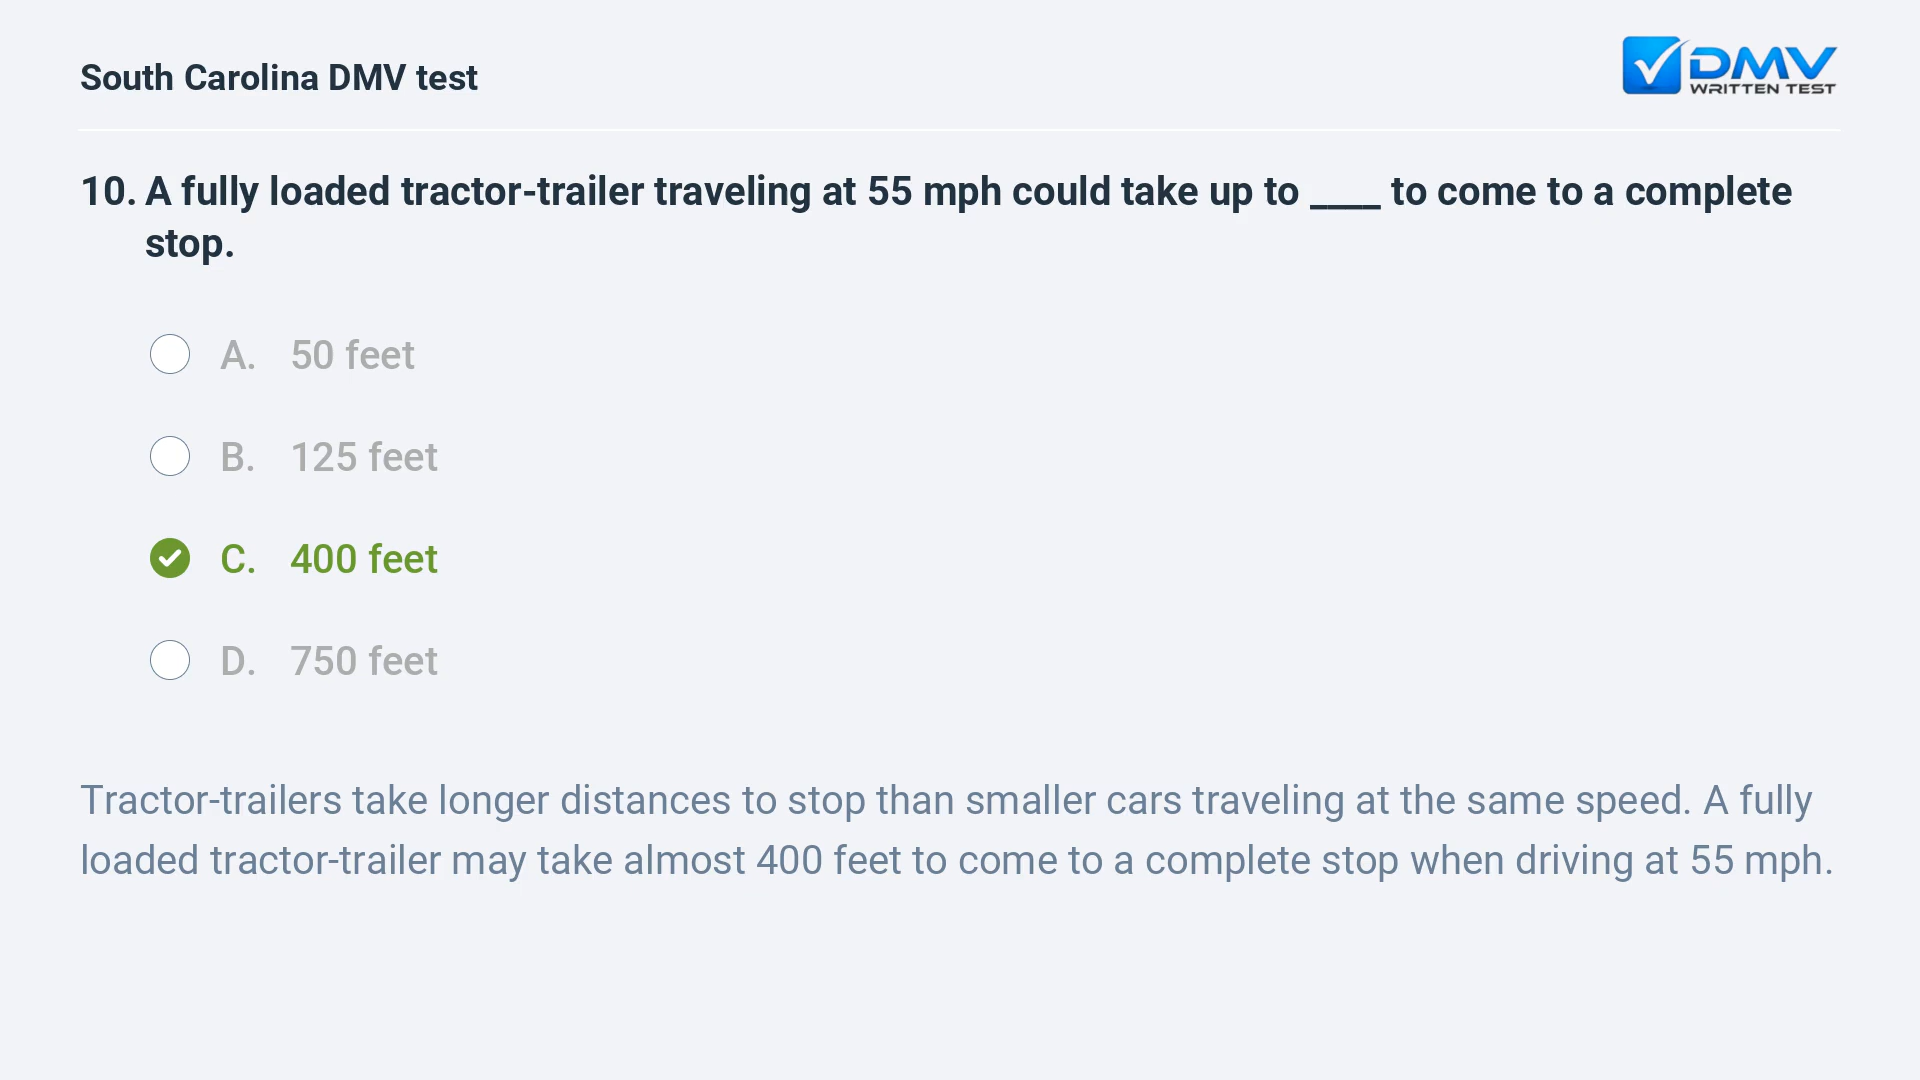 South Carolina DMV test
DMV
WRITTEN TEST
10. A fully loaded tractor-trailer traveling at 55 mph could take up to ____ to come to a complete
stop.
A. 50 feet
B. 125 feet
C. 400 feet
D. 750 feet
Tractor-trailers take longer distances to stop than smaller cars traveling at the same speed. A fully
loaded tractor-trailer may take almost 400 feet to come to a complete stop when driving at 55 mph.